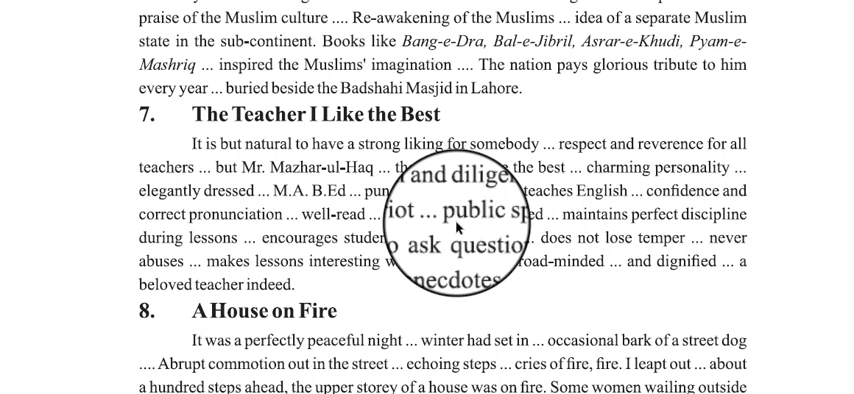 praise of the Muslim culture .... Re-awakening of the Muslims ... idea of a separate Muslim
state in the sub-continent. Books like Bang-e-Dra, Bal-e-Jibril, Asrar-e-Khudi, Pyam-e-
Mashriq ... inspired the Muslims' imagination .... The nation pays glorious tribute to him
every year ... buried beside the Badshahi Masjid in Lahore.
7. The Teacher I Like the Best
It is but natural to have a strong liking for somebody ... respect and reverence for all
teachers ... but Mr. Mazhar-ul-Haq ... and the best ... charming personality ...
elegantly dressed ... M.A. B.Ed ... teaches English ... confidence and
correct pronunciation ... well-read ... public ... maintains perfect discipline
during lessons ... encourages ask does not lose temper ... never
abuses ... makes lessons interesting and dignified ... a
beloved teacher indeed.
8. A House on Fire
It was a perfectly peaceful night ... winter had set in ... occasional bark of a street dog
.... Abrupt commotion out in the street ... echoing steps ... cries of fire, fire. I leapt out ... about
a hundred steps ahead, the upper storey of a house was on fire. Some women wailing outside